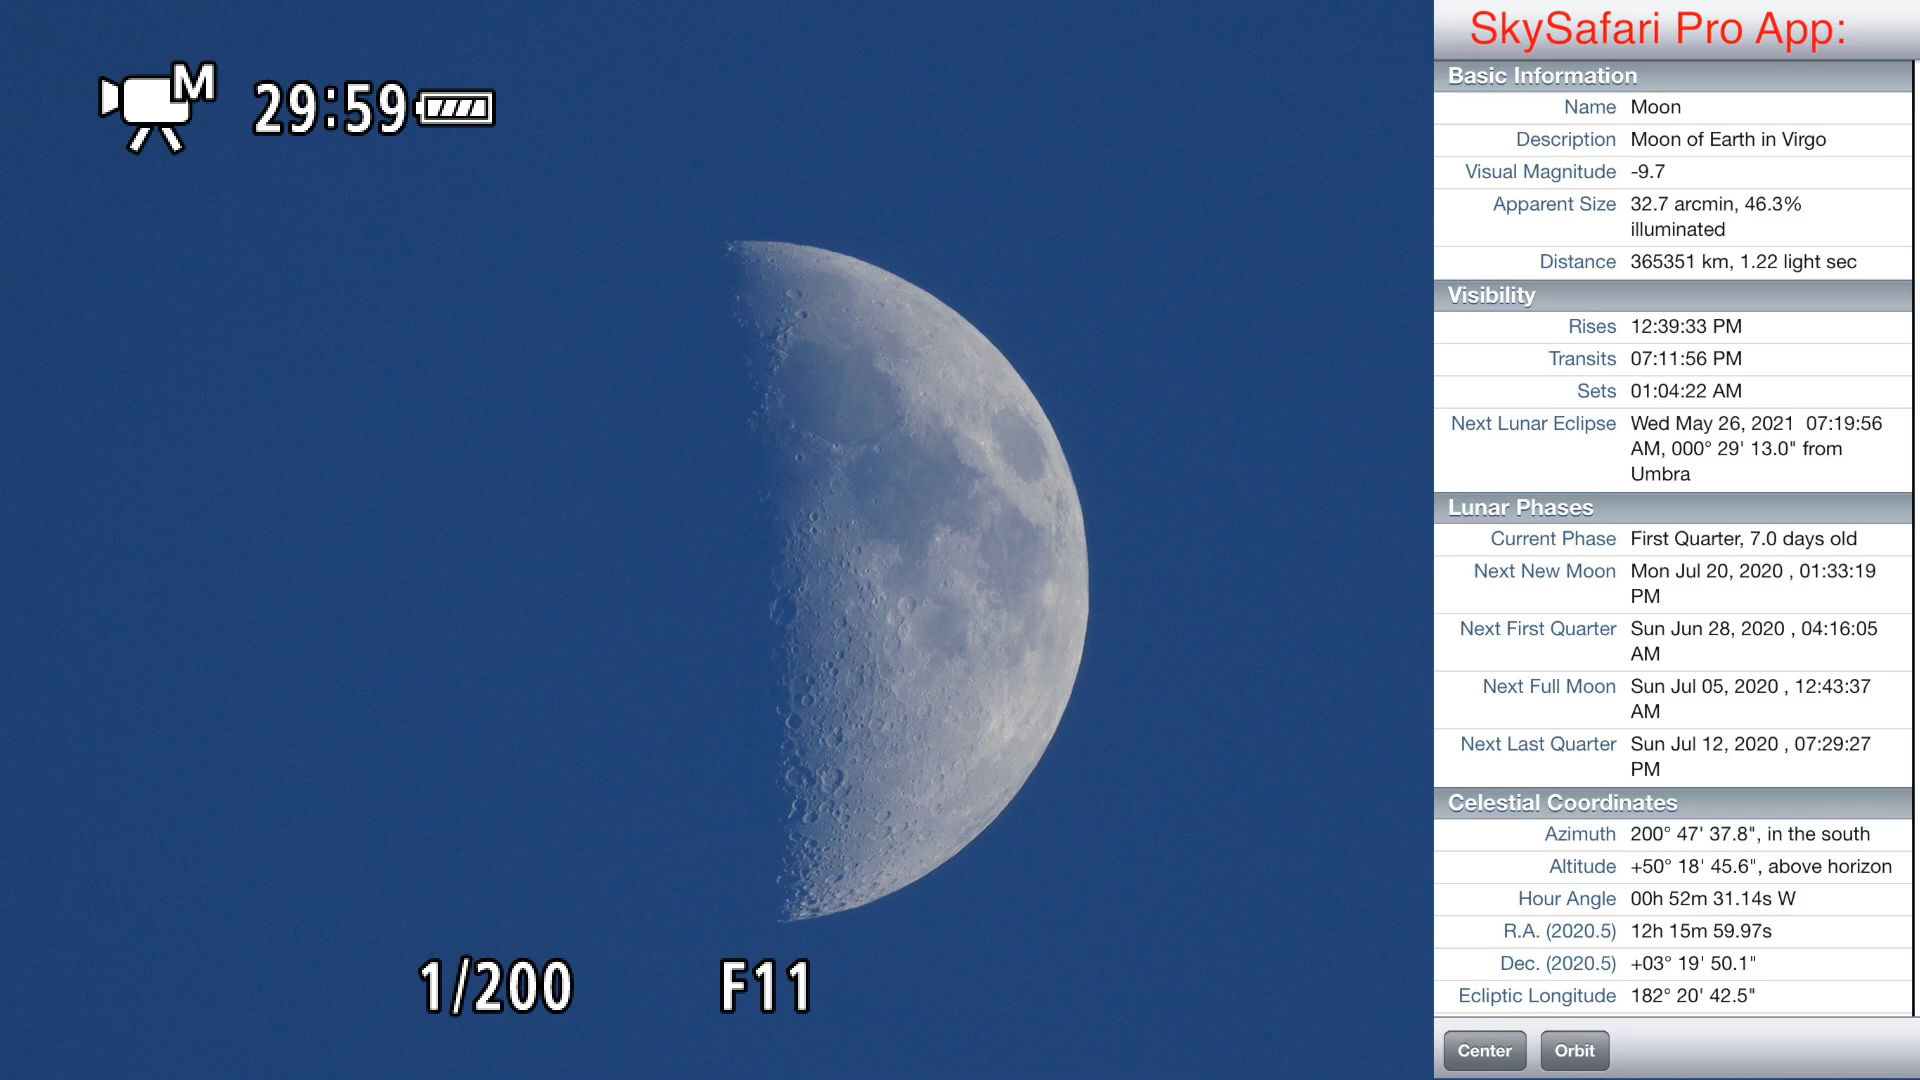 M
29:59
1/200 F11
SkySafari Pro App:
Basic Information
Name Moon
Description Moon of Earth in Virgo
Visual Magnitude -9.7
Apparent Size 32.7 arcmin, 46.3%
illuminated
Distance 365351 km, 1.22 light sec
Visibility
Rises 12:39:33 PM
Transits 07:11:56 PM
Sets 01:04:22 AM
Next Lunar Eclipse Wed May 26, 2021 07:19:56
AM, 000° 29' 13.0" from
Umbra
Lunar Phases
Current Phase First Quarter, 7.0 days old
Next New Moon Mon Jul 20, 2020 , 01:33:19
PM
Next First Quarter Sun Jun 28, 2020 , 04:16:05
AM
Next Full Moon Sun Jul 05, 2020 , 12:43:37
AM
Next Last Quarter Sun Jul 12, 2020 , 07:29:27
PM
Celestial Coordinates
Azimuth 200° 47' 37.8", in the south
Altitude +50° 18' 45.6", above horizon
Hour Angle 00h 52m 31.14s W
R.A. (2020.5) 12h 15m 59.97s
Dec. (2020.5) +03° 19' 50.1"
Ecliptic Longitude 182° 20' 42.5"
Center Orbit